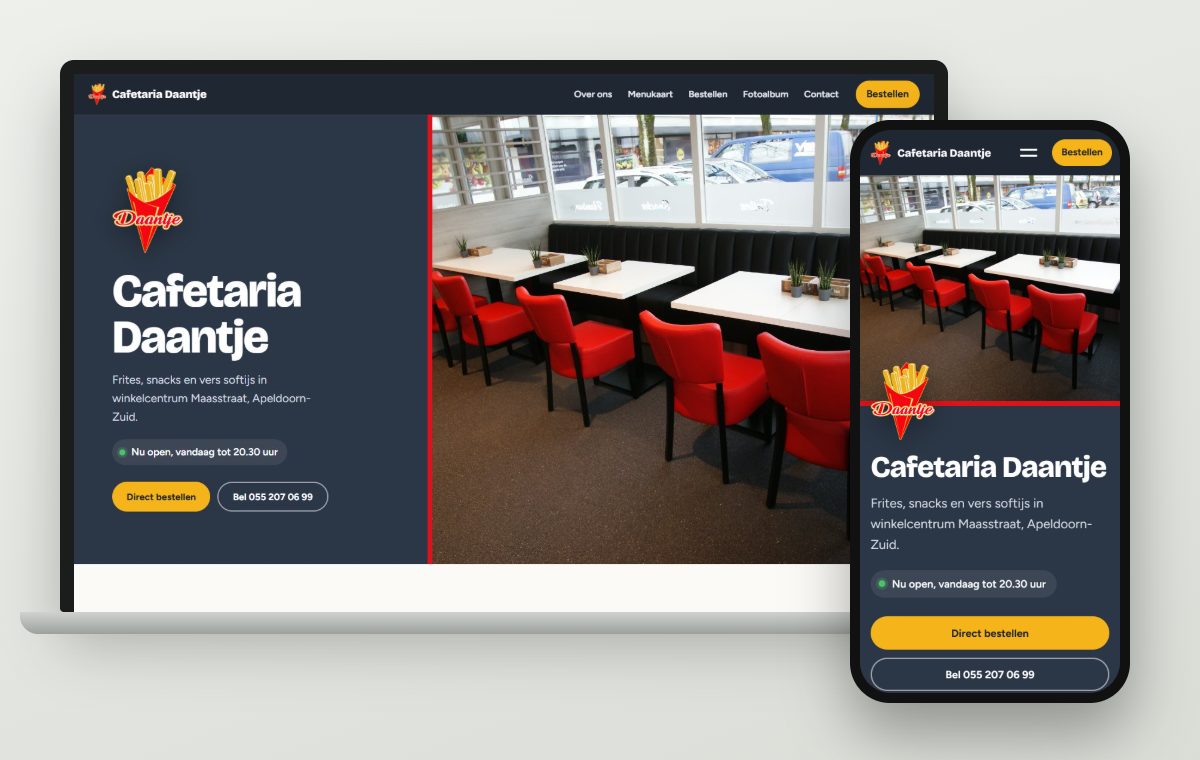 Daantje
Cafetaria Daantje
Over ons
Menukaart
Bestellen
Fotoalbum
Contact
Bestellen
Daantje
Cafetaria
Daantje
Frites, snacks en vers softijs in
winkelcentrum Maasstraat, Apeldoorn-
Zuid.
Nu open, vandaag tot 20.30 uur
Direct bestellen
Bel 055 207 06 99
Daantje
Cafetaria Daantje
Bestellen
Daantje
Cafetaria Daantje
Frites, snacks en vers softijs in
winkelcentrum Maasstraat, Apeldoorn-
Zuid.
Nu open, vandaag tot 20.30 uur
Direct bestellen
Bel 055 207 06 99